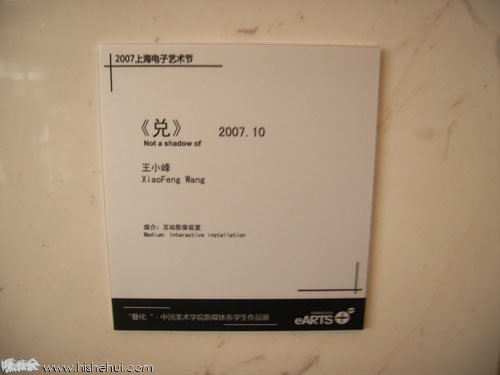 2007上海电子艺术节
《兑》 2007.10
Not a shadow of
王小峰
XiaoFeng Wang
媒介: 互动影像装置
Medium: Interactive installation
·中国美术学院新媒体系学生作品展
eARTS
www.hishehui.com